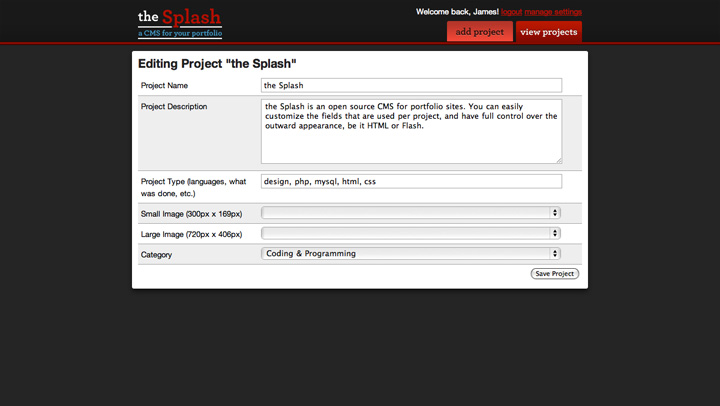 the Splash
a CMS for your portfolio
Welcome back, James! logout manage settings
add project
view projects
Editing Project "the Splash"
Project Name
the Splash
Project Description
the Splash is an open source CMS for portfolio sites. You can easily
customize the fields that are used per project, and have full control over the
outward appearance, be it HTML or Flash.
Project Type (languages, what
was done, etc.)
design, php, mysql, html, css
Small Image (300px x 169px)
Large Image (720px x 406px)
Category
Coding & Programming
Save Project